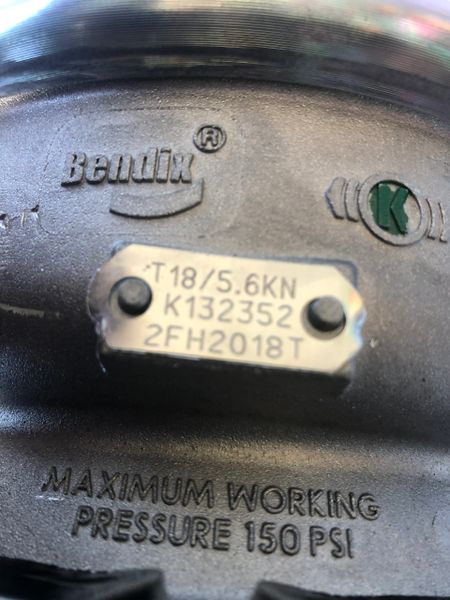 Bendix®
K
T18/5.6KN
K132352
2FH2018T
MAXIMUM WORKING
PRESSURE 150 PSI